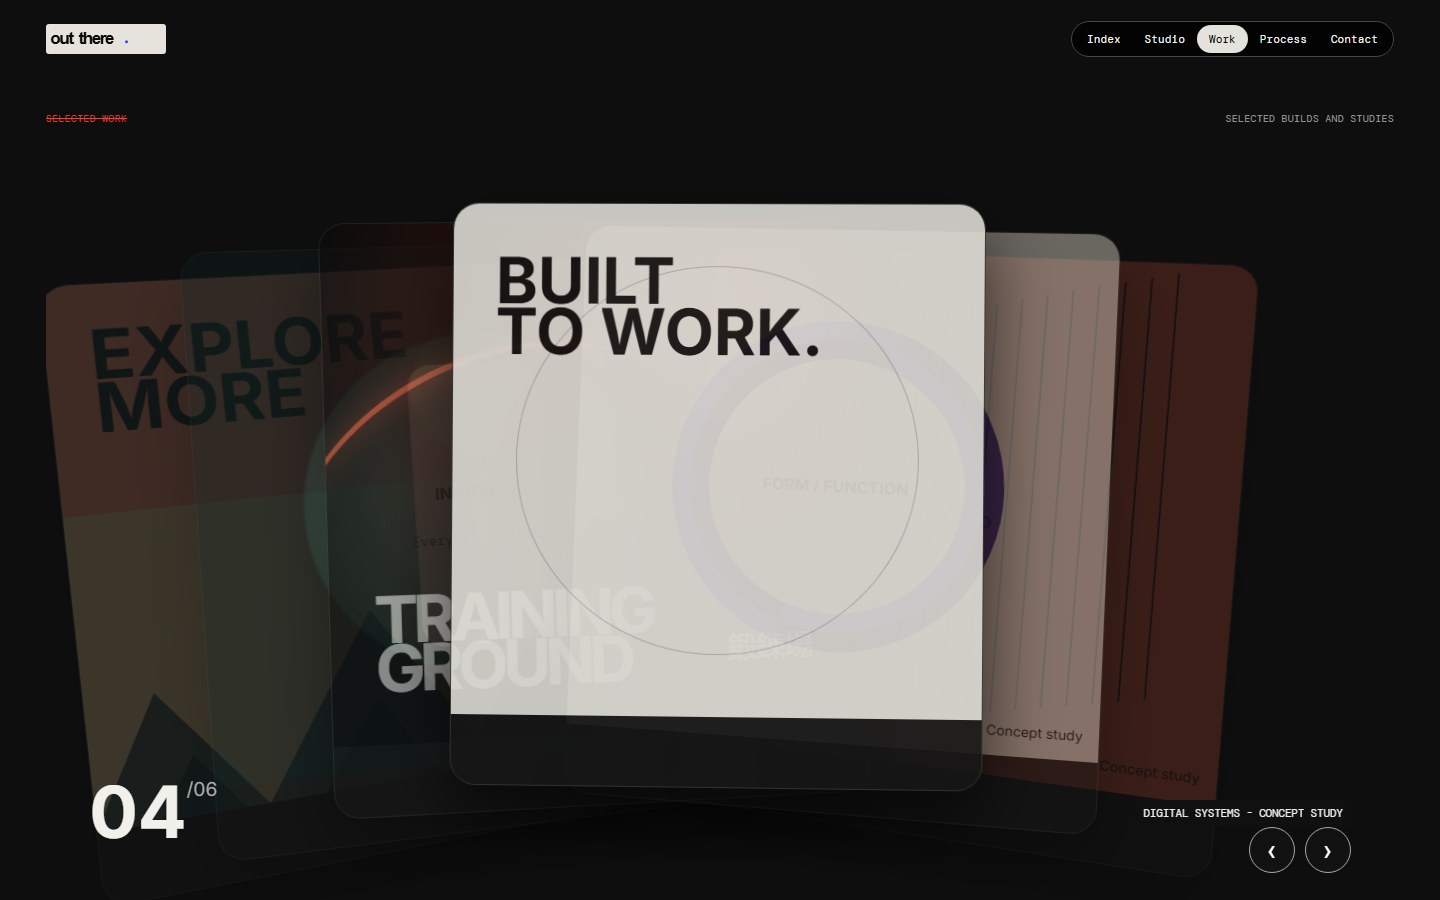 out there .
Index Studio Work Process Contact
SELECTED WORK
SELECTED BUILDS AND STUDIES
BUILT
TO WORK.
EXPLORE
MORE
FORM / FUNCTION
TRAINING
GROUND
Concept study
Concept study
04 /06
DIGITAL SYSTEMS - CONCEPT STUDY